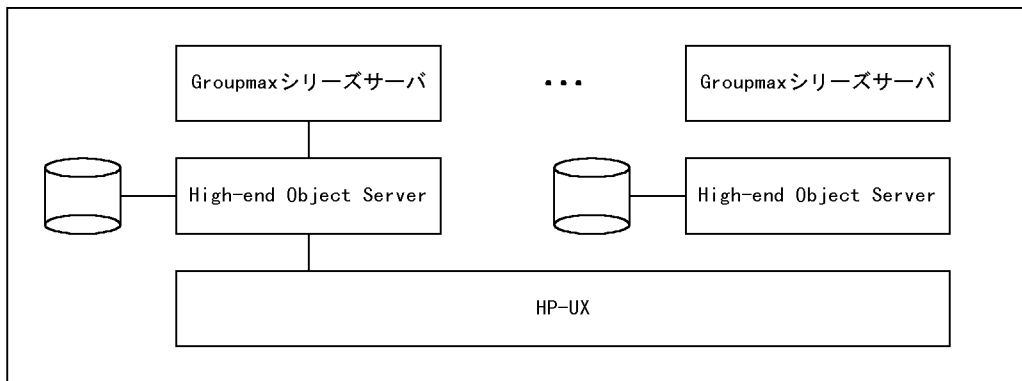 Groupmaxシリーズサーバ
...
Groupmaxシリーズサーバ
High-end Object Server
High-end Object Server
HP-UX